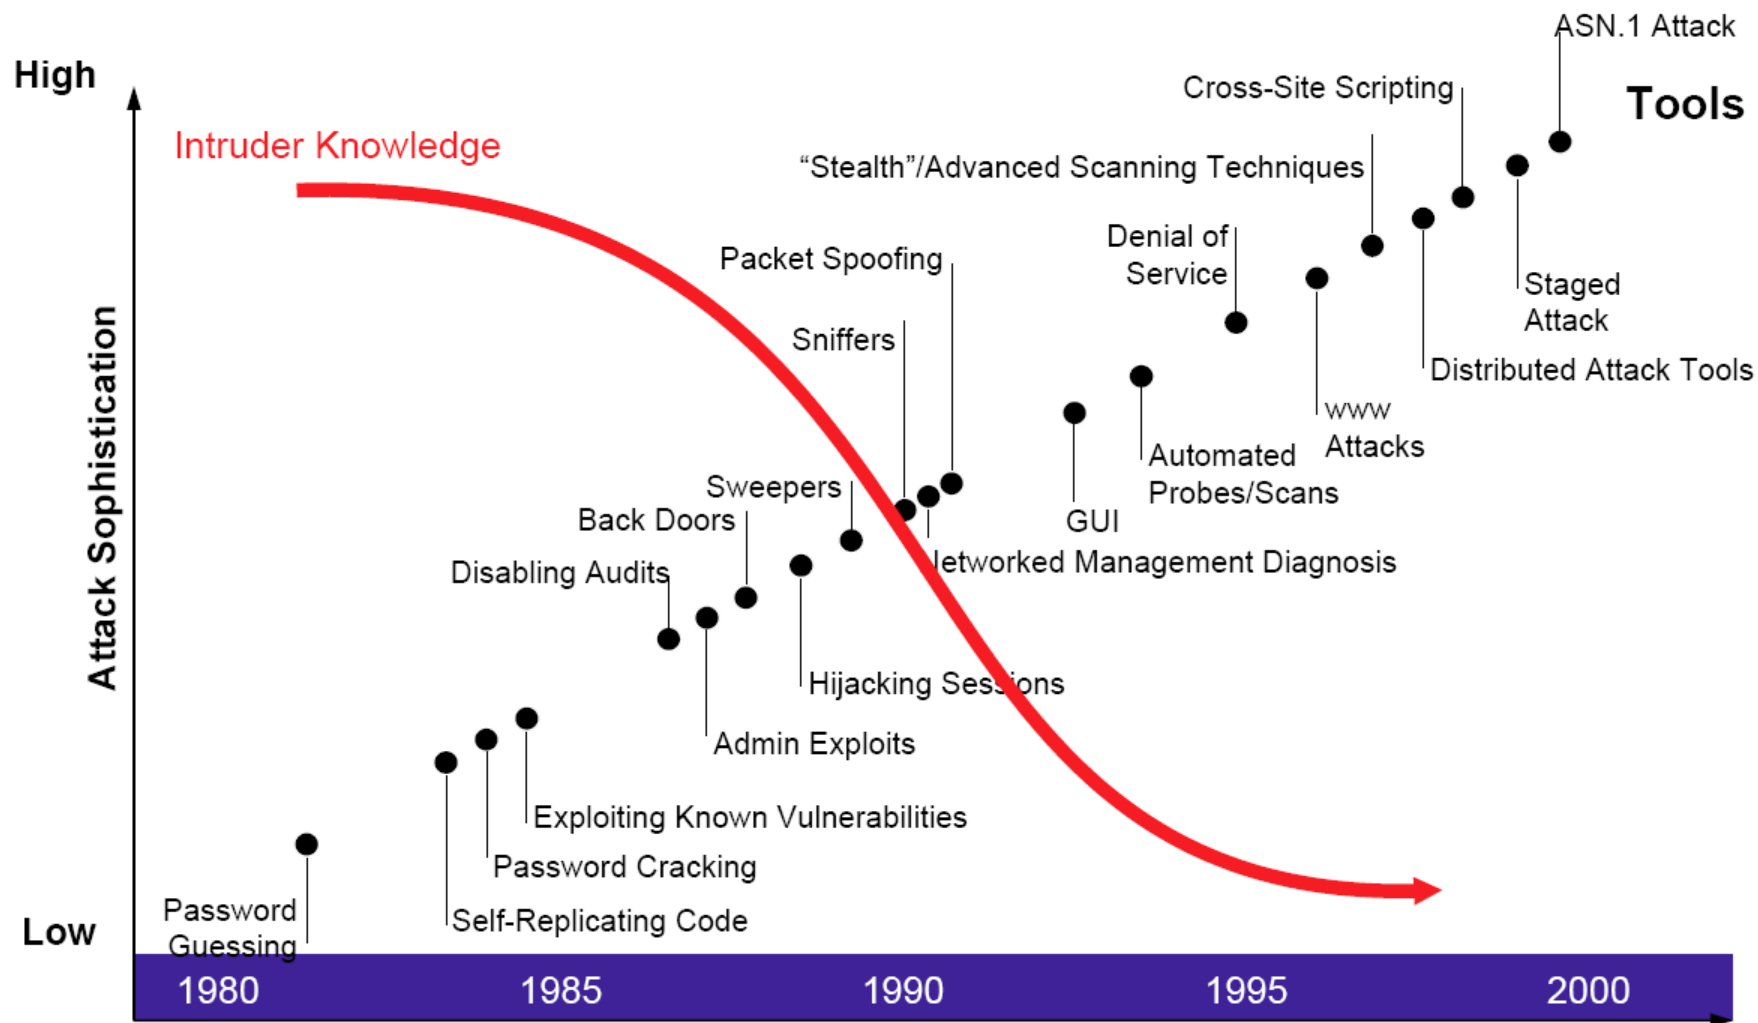 ASN.1 Attack
High
Cross-Site Scripting
Tools
Intruder Knowledge
“Stealth”/Advanced Scanning Techniques
Denial of
Service
Packet Spoofing
Staged
Attack
Sniffers
Distributed Attack Tools
www
Attacks
Automated
Probes/Scans
Sweepers
Back Doors
GUI
etworked Management Diagnosis
Disabling Audits
Attack Sophistication
Hijacking Sessions
Admin Exploits
Exploiting Known Vulnerabilities
Password Cracking
Password
Guessing
Self-Replicating Code
Low
1980 1985 1990 1995 2000